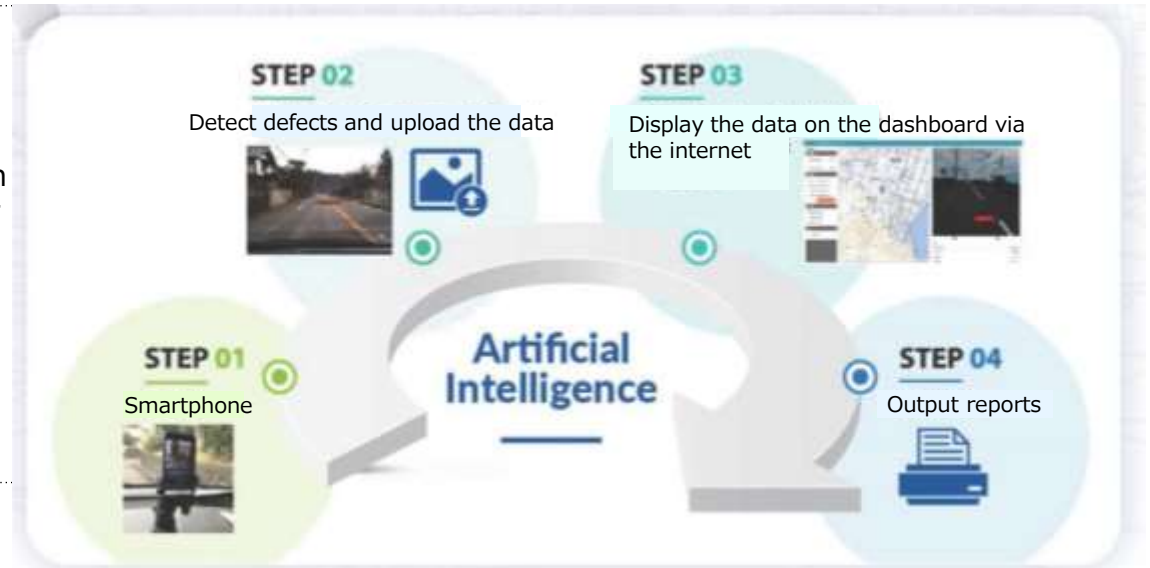 STEP 02
Detect defects and upload the data
STEP 03
Display the data on the dashboard via
the internet
Artificial
Intelligence
STEP 01
Smartphone
STEP 04
Output reports